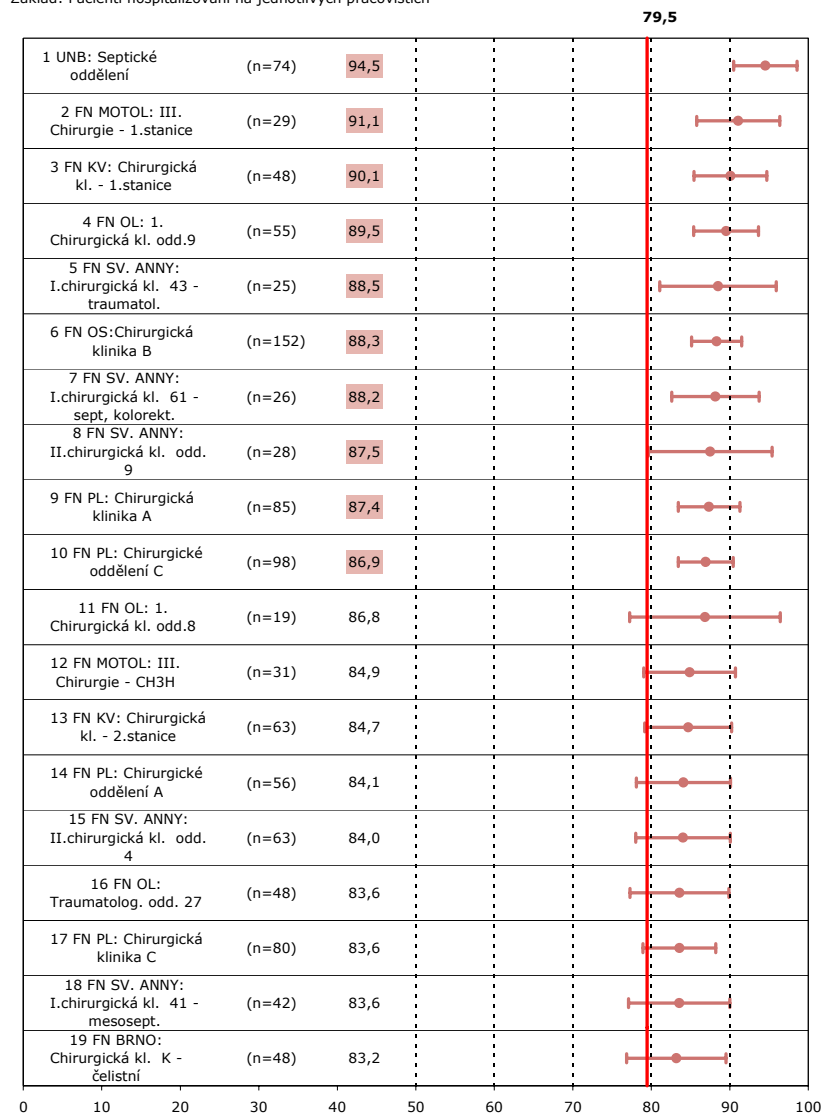 Základ: Pacienti hospitalizovaní na jednotlivých pracovištích
79,5
1 UNB: Septické
oddělení
(n=74)
94,5
2 FN MOTOL: III.
Chirurgie - 1.stanice
(n=29)
91,1
3 FN KV: Chirurgická
kl. - 1.stanice
(n=48)
90,1
4 FN OL: 1.
Chirurgická kl. odd.9
(n=55)
89,5
5 FN SV. ANNY:
I.chirurgická kl. 43 -
traumatol.
(n=25)
88,5
6 FN OS:Chirurgická
klinika B
(n=152)
88,3
7 FN SV. ANNY:
I.chirurgická kl. 61 -
sept, kolorekt.
(n=26)
88,2
8 FN SV. ANNY:
II.chirurgická kl. odd.
9
(n=28)
87,5
9 FN PL: Chirurgická
klinika A
(n=85)
87,4
10 FN PL: Chirurgické
oddělení C
(n=98)
86,9
11 FN OL: 1.
Chirurgická kl. odd.8
(n=19)
86,8
12 FN MOTOL: III.
Chirurgie - CH3H
(n=31)
84,9
13 FN KV: Chirurgická
kl. - 2.stanice
(n=63)
84,7
14 FN PL: Chirurgické
oddělení A
(n=56)
84,1
15 FN SV. ANNY:
II.chirurgická kl. odd.
4
(n=63)
84,0
16 FN OL:
Traumatolog. odd. 27
(n=48)
83,6
17 FN PL: Chirurgická
klinika C
(n=80)
83,6
18 FN SV. ANNY:
I.chirurgická kl. 41 -
mesosept.
(n=42)
83,6
19 FN BRNO:
Chirurgická kl. K -
čelistní
(n=48)
83,2
0 10 20 30 40 50 60 70 80 90 100